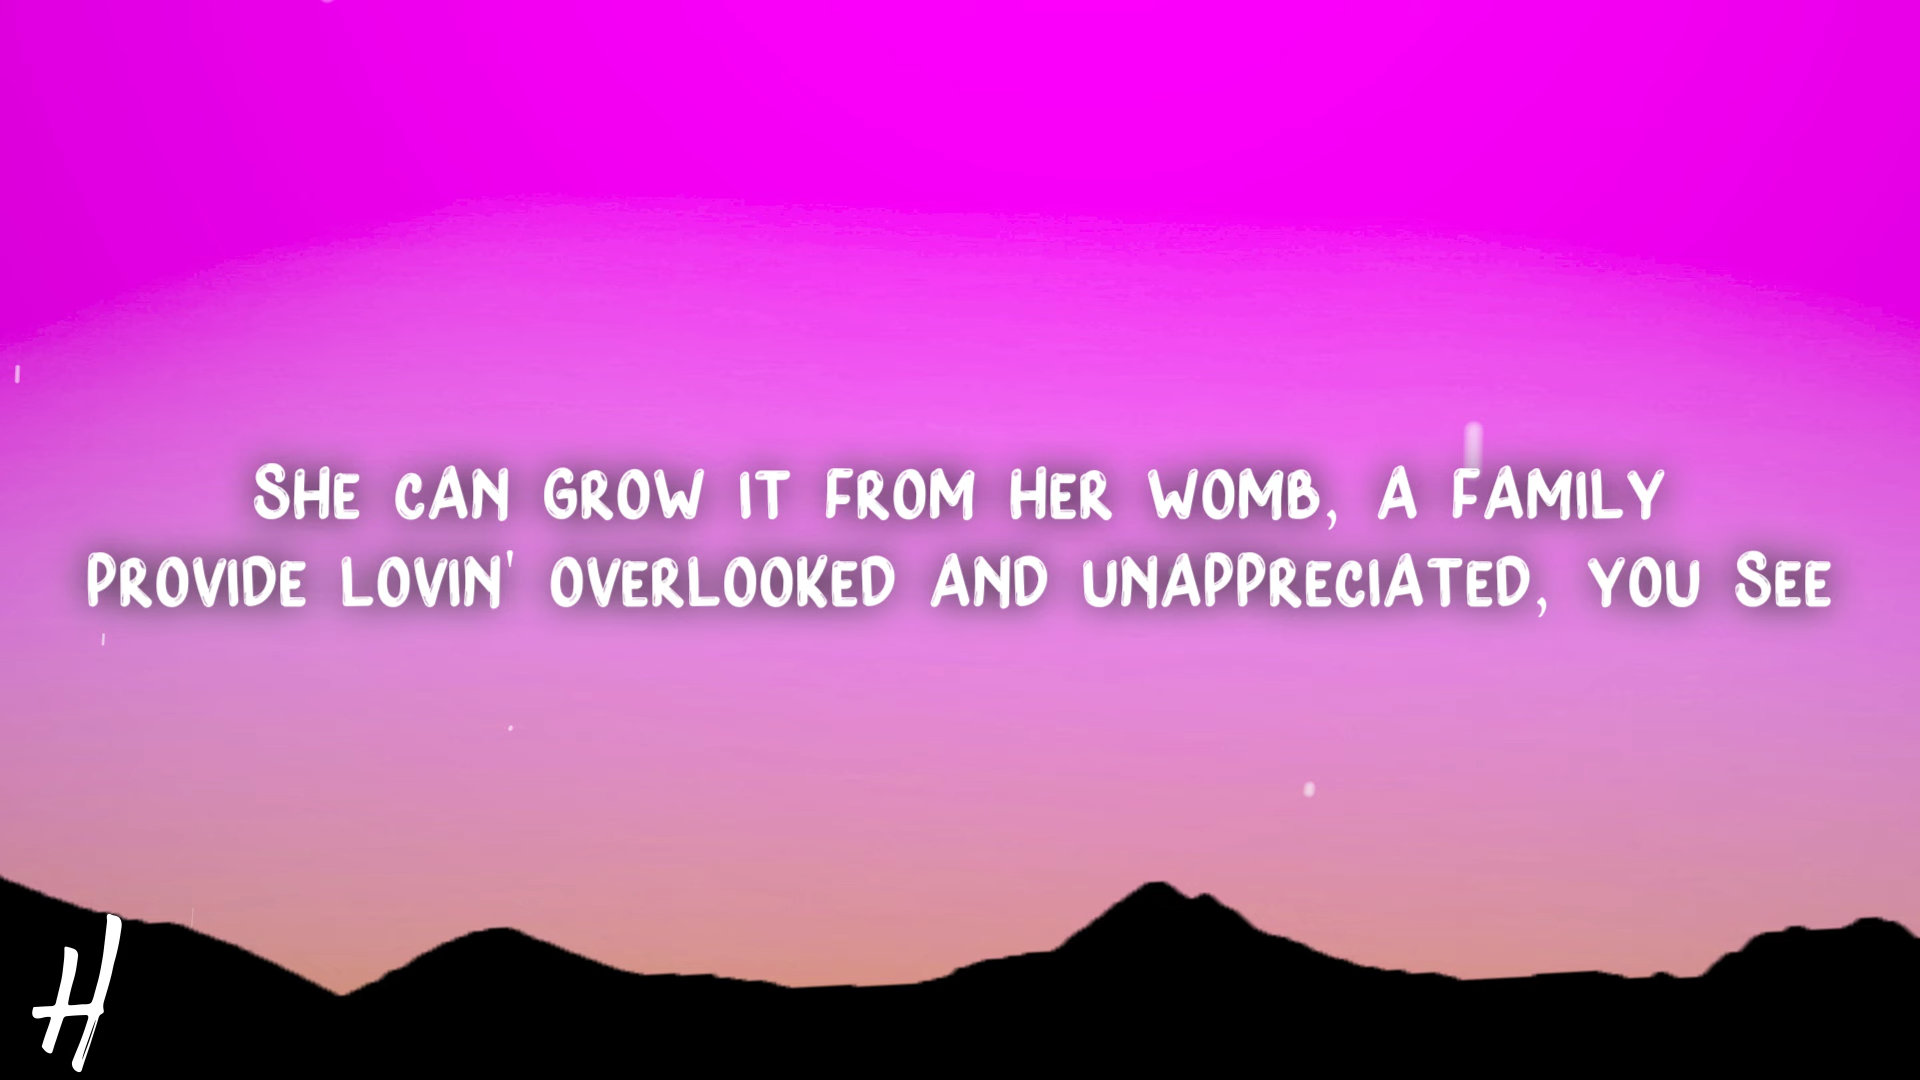 She can grow it from her womb, a family
Provide lovin' overlooked and unappreciated, you see
H